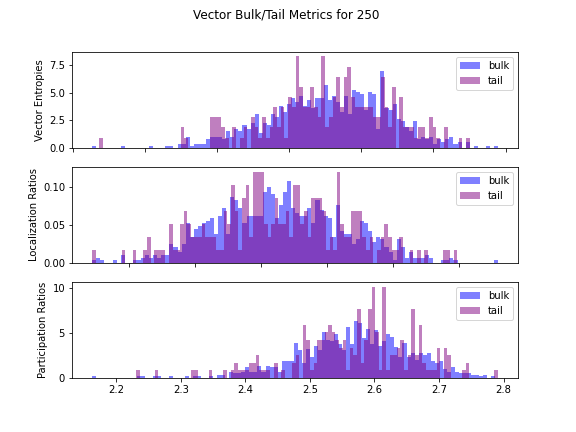 Vector Bulk/Tail Metrics for 250
Vector Entropies
7.5
5.0
2.5
0.0
bulk
tail
Localization Ratios
0.10
0.05
0.00
bulk
tail
Participation Ratios
10
5
0
bulk
tail
2.2 2.3 2.4 2.5 2.6 2.7 2.8